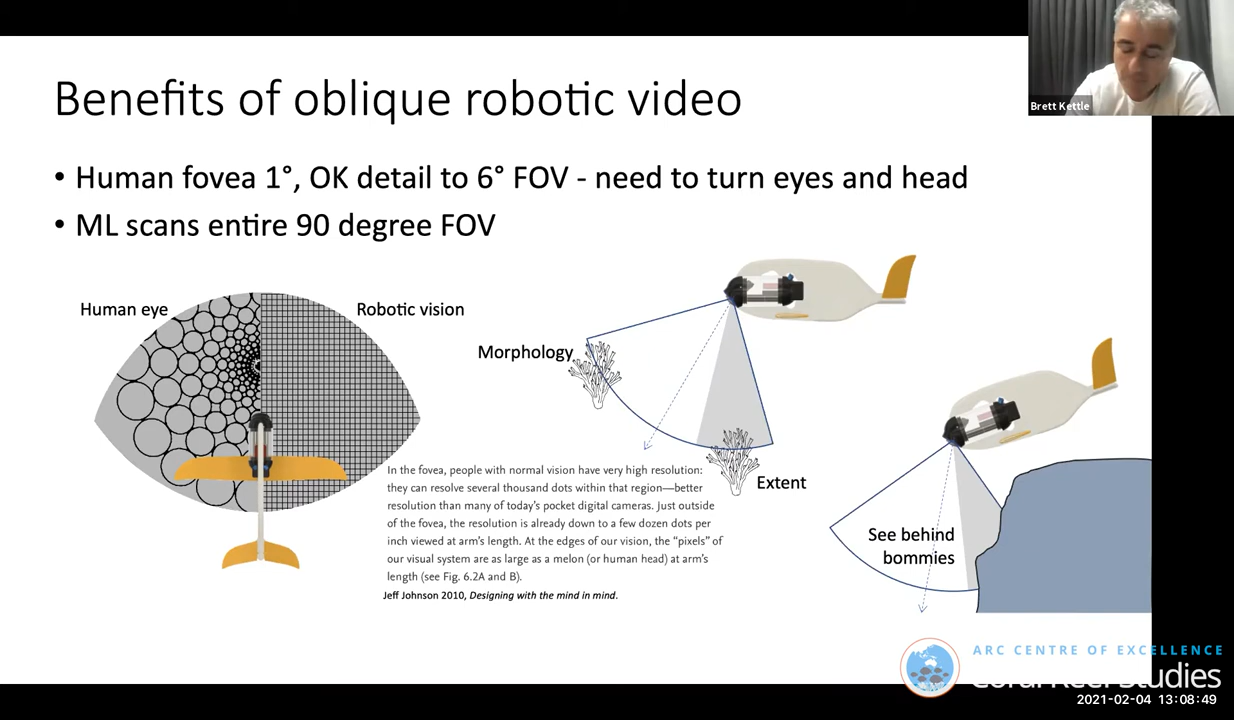 Benefits of oblique robotic video
Brett Kettle
• Human fovea 1°, OK detail to 6° FOV - need to turn eyes and head
• ML scans entire 90 degree FOV
Human eye
Robotic vision
Morphology
Extent
See behind
bommies
In the fovea, people with normal vision have very high resolution:
they can resolve several thousand dots within that region—better
resolution than many of today's pocket digital cameras. Just outside
of the fovea, the resolution is already down to a few dozen dots per
inch viewed at arm's length. At the edges of our vision, the "pixels" of
our visual system are as large as a melon (or human head) at arm's
length (see Fig. 6.2A and B).
Jeff Johnson 2010, Designing with the mind in mind.
ARC CENTRE OF EXCELLENCE
Coral Reef Studies
2021-02-04 13:08:49